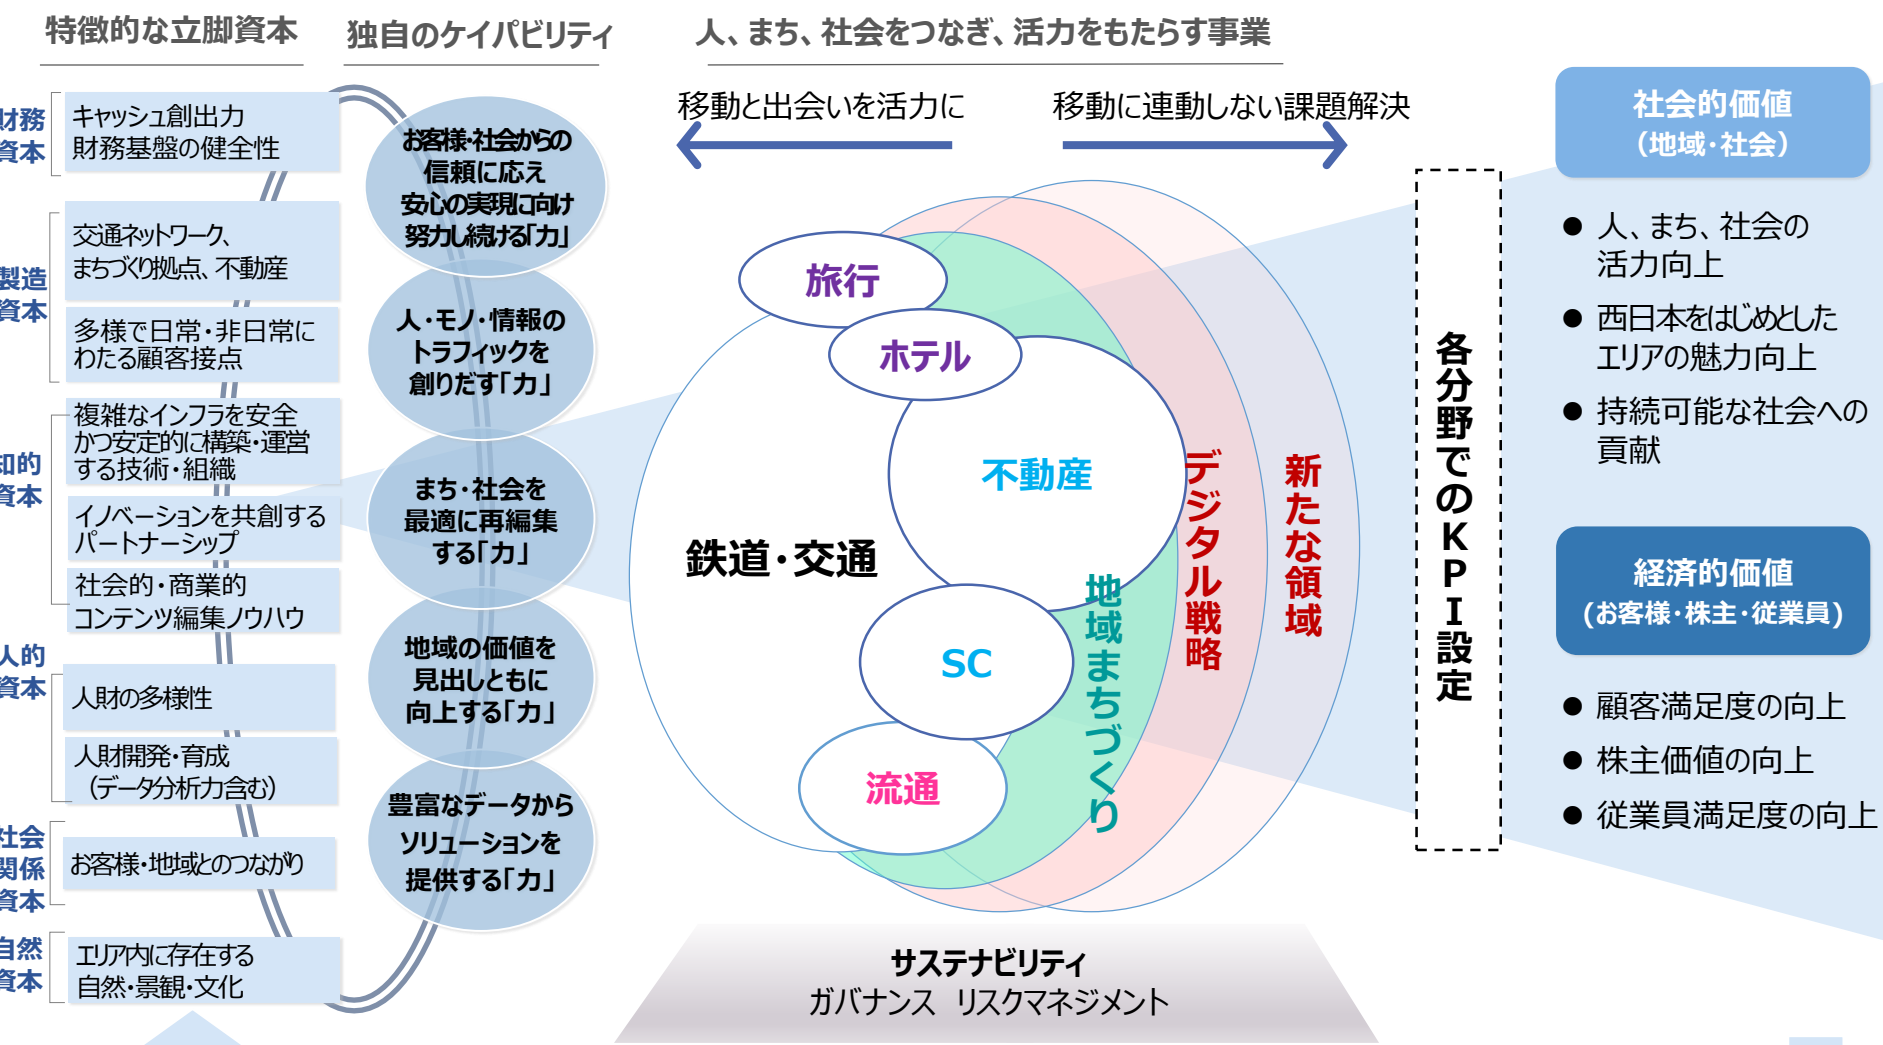 特徴的な立脚資本
財務
資本
キャッシュ創出力
財務基盤の健全性
製造
資本
交通ネットワーク、
まちづくり拠点、不動産
多様で日常・非日常に
わたる顧客接点
知的
資本
複雑なインフラを安全
かつ安定的に構築・運営
する技術・組織
イノベーションを共創する
パートナーシップ
社会的・商業的
コンテンツ編集ノウハウ
人的
資本
人財の多様性
人財開発・育成
（データ分析力含む）
社会
関係
資本
お客様・地域とのつながり
自然
資本
エリア内に存在する
自然・景観・文化
独自のケイパビリティ
お客様・社会からの
信頼に応え
安心の実現に向け
努力し続ける「力」
人・モノ・情報の
トラフィックを
創りだす「力」
まち・社会を
最適に再編集
する「力」
地域の価値を
見出しともに
向上する「力」
豊富なデータから
ソリューションを
提供する「力」
人、まち、社会をつなぎ、活力をもたらす事業
移動と出会いを活力に
移動に連動しない課題解決
旅行
ホテル
不動産
鉄道・交通
SC
流通
地域まちづくり
デジタル戦略
新たな領域
サステナビリティ
ガバナンス　リスクマネジメント
各分野でのKPI設定
社会的価値
（地域・社会）
● 人、まち、社会の
活力向上
● 西日本をはじめとした
エリアの魅力向上
● 持続可能な社会への
貢献
経済的価値
(お客様・株主・従業員)
● 顧客満足度の向上
● 株主価値の向上
● 従業員満足度の向上